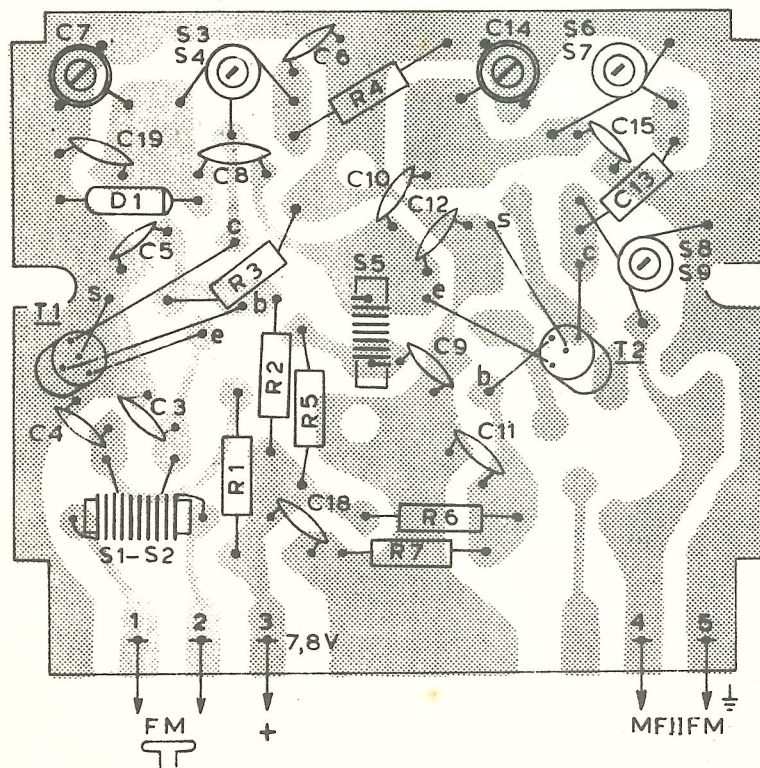 C7
S3
S4
C6
R4
C14
S6
S7
C19
C8
C15
C10
C13
D1
C12
C5
c
s
c
S8
S9
R3
S5
s
b
e
T1
e
R2
T2
C9
b
R5
C4
C3
C11
R1
C18
R6
S1-S2
R7
1 2 3 4 5
7,8V
FM + MF||FM